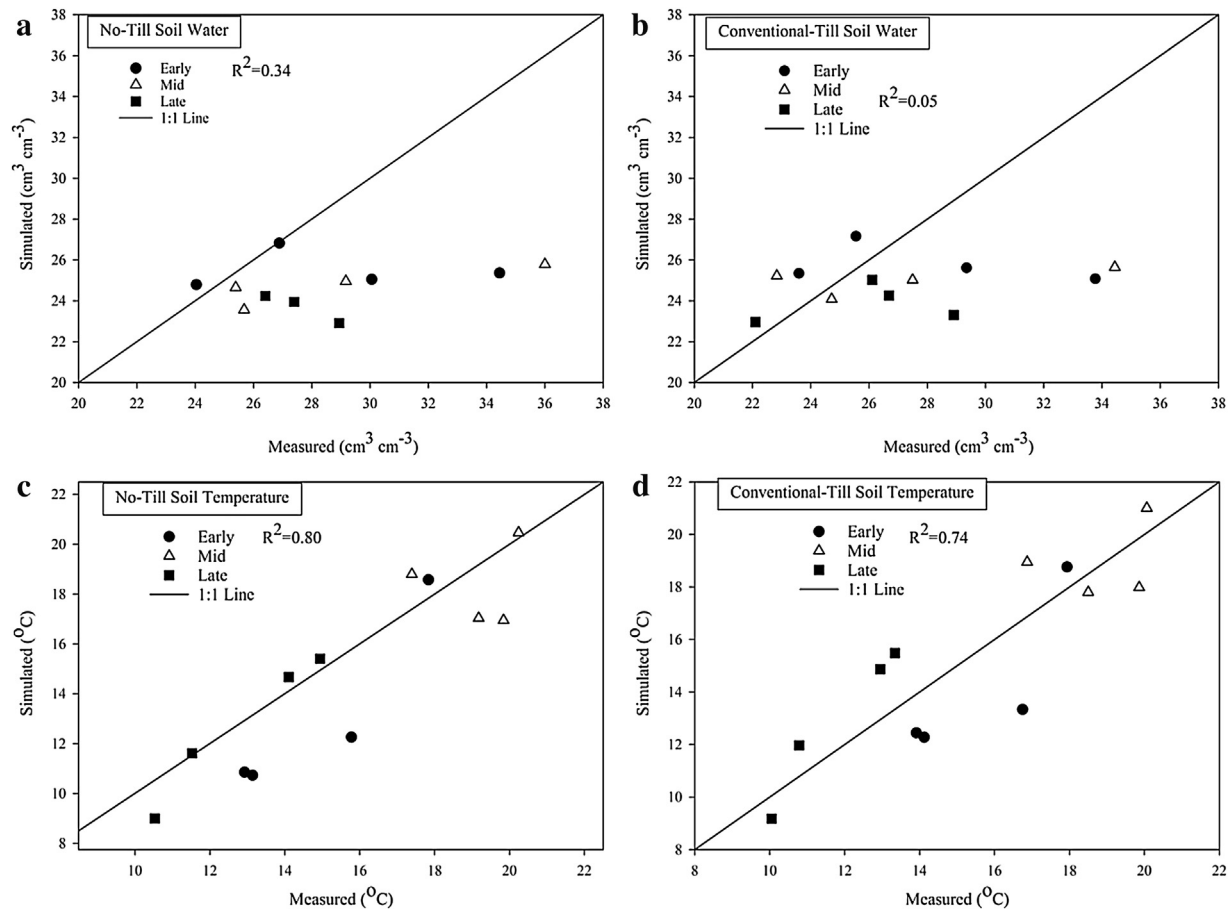 a
No-Till Soil Water
Early
R²=0.34
Mid
Late
1:1 Line
38
36
34
32
30
28
26
24
22
20
Simulated (cm³ cm⁻³)
20 22 24 26 28 30 32 34 36 38
Measured (cm³ cm⁻³)
b
Conventional-Till Soil Water
Early
Mid
R²=0.05
Late
1:1 Line
38
36
34
32
30
28
26
24
22
20
Simulated (cm³ cm⁻³)
20 22 24 26 28 30 32 34 36 38
Measured (cm³ cm⁻³)
c
No-Till Soil Temperature
Early
R²=0.80
Mid
Late
1:1 Line
22
20
18
16
14
12
10
8
Simulated (°C)
10 12 14 16 18 20 22
Measured (°C)
d
Conventional-Till Soil Temperature
Early
R²=0.74
Mid
Late
1:1 Line
22
20
18
16
14
12
10
8
Simulated (°C)
8 10 12 14 16 18 20 22
Measured (°C)